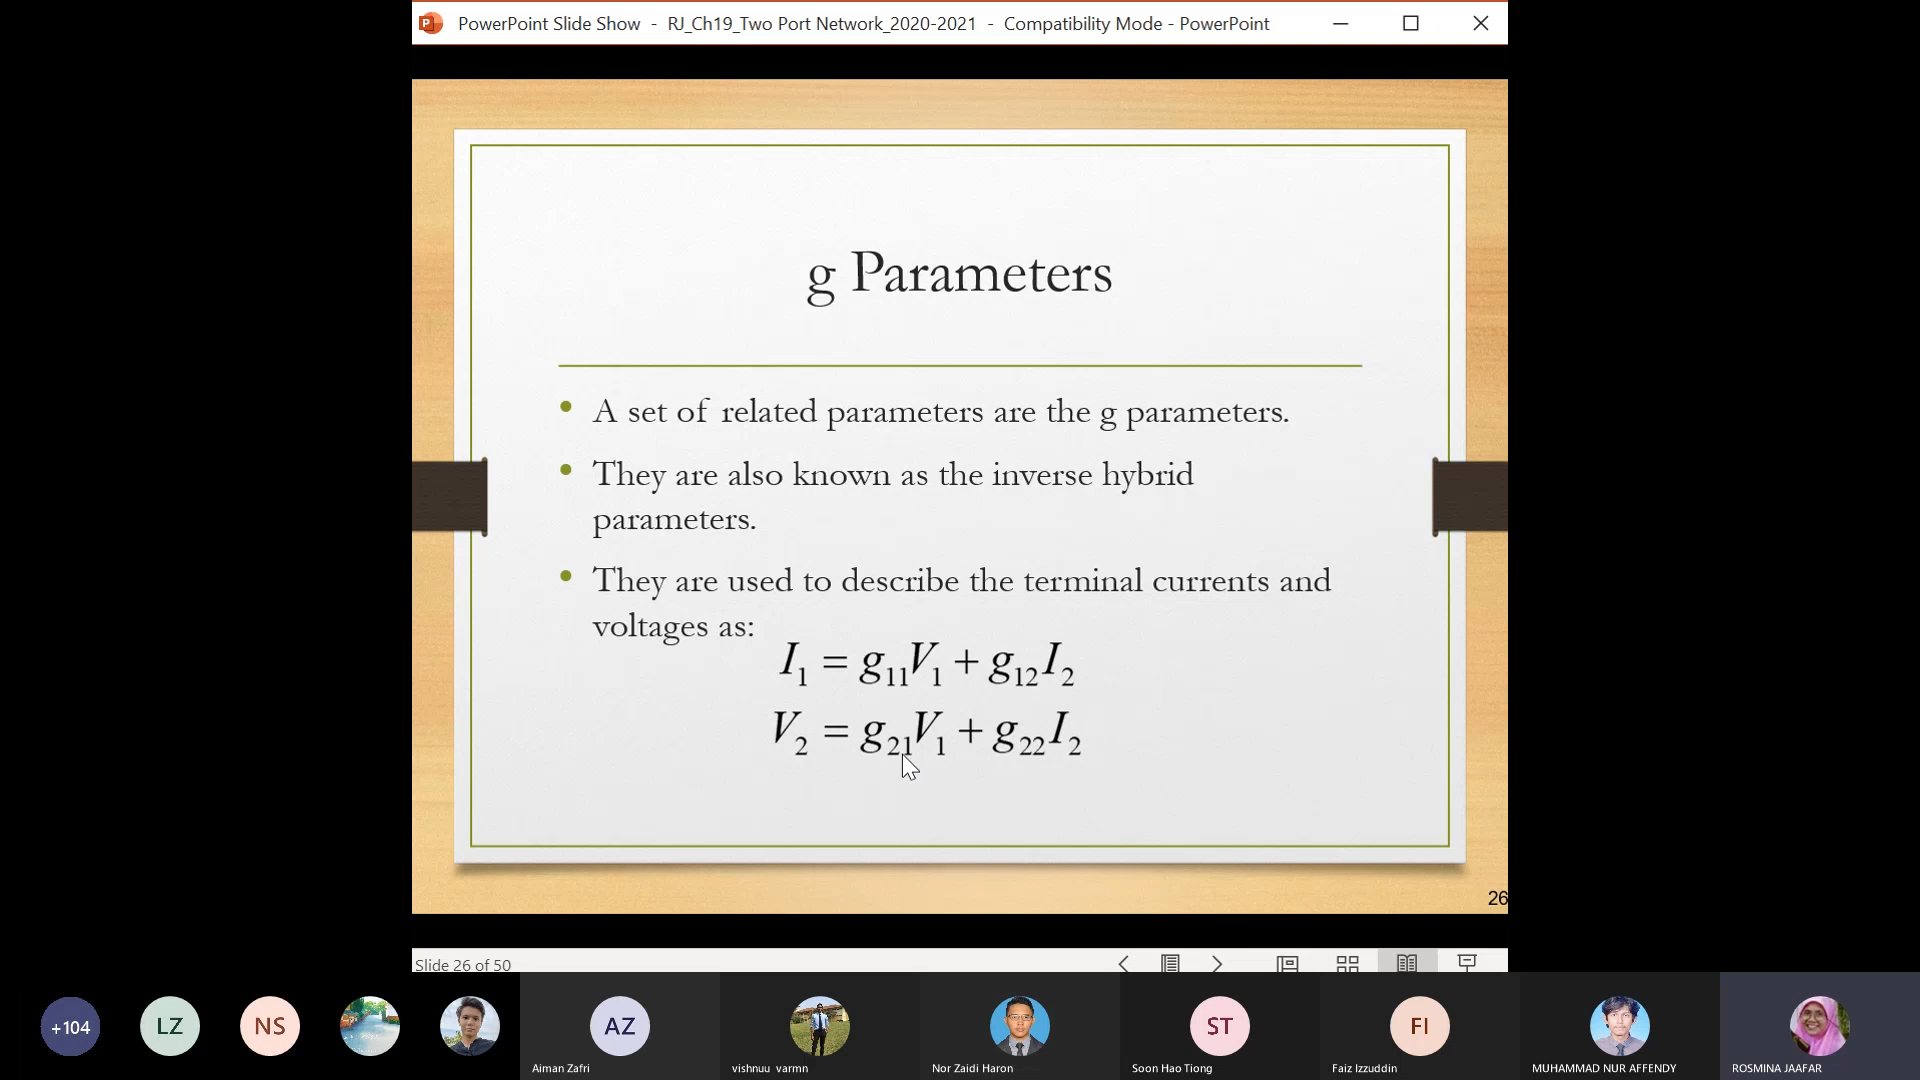 PowerPoint Slide Show - RJ_Ch19_Two Port Network_2020-2021 - Compatibility Mode - PowerPoint
g Parameters
• A set of related parameters are the g parameters.
• They are also known as the inverse hybrid
parameters.
• They are used to describe the terminal currents and
voltages as:
I₁ = g₁₁V₁ + g₁₂I₂
V₂ = g₂₁V₁ + g₂₂I₂
26
Slide 26 of 50
+104
LZ
NS
AZ
ST
FI
Aiman Zafri
vishnuu varmn
Nor Zaidi Haron
Soon Hao Tiong
Faiz Izzuddin
MUHAMMAD NUR AFFENDY
ROSMINA JAAFAR